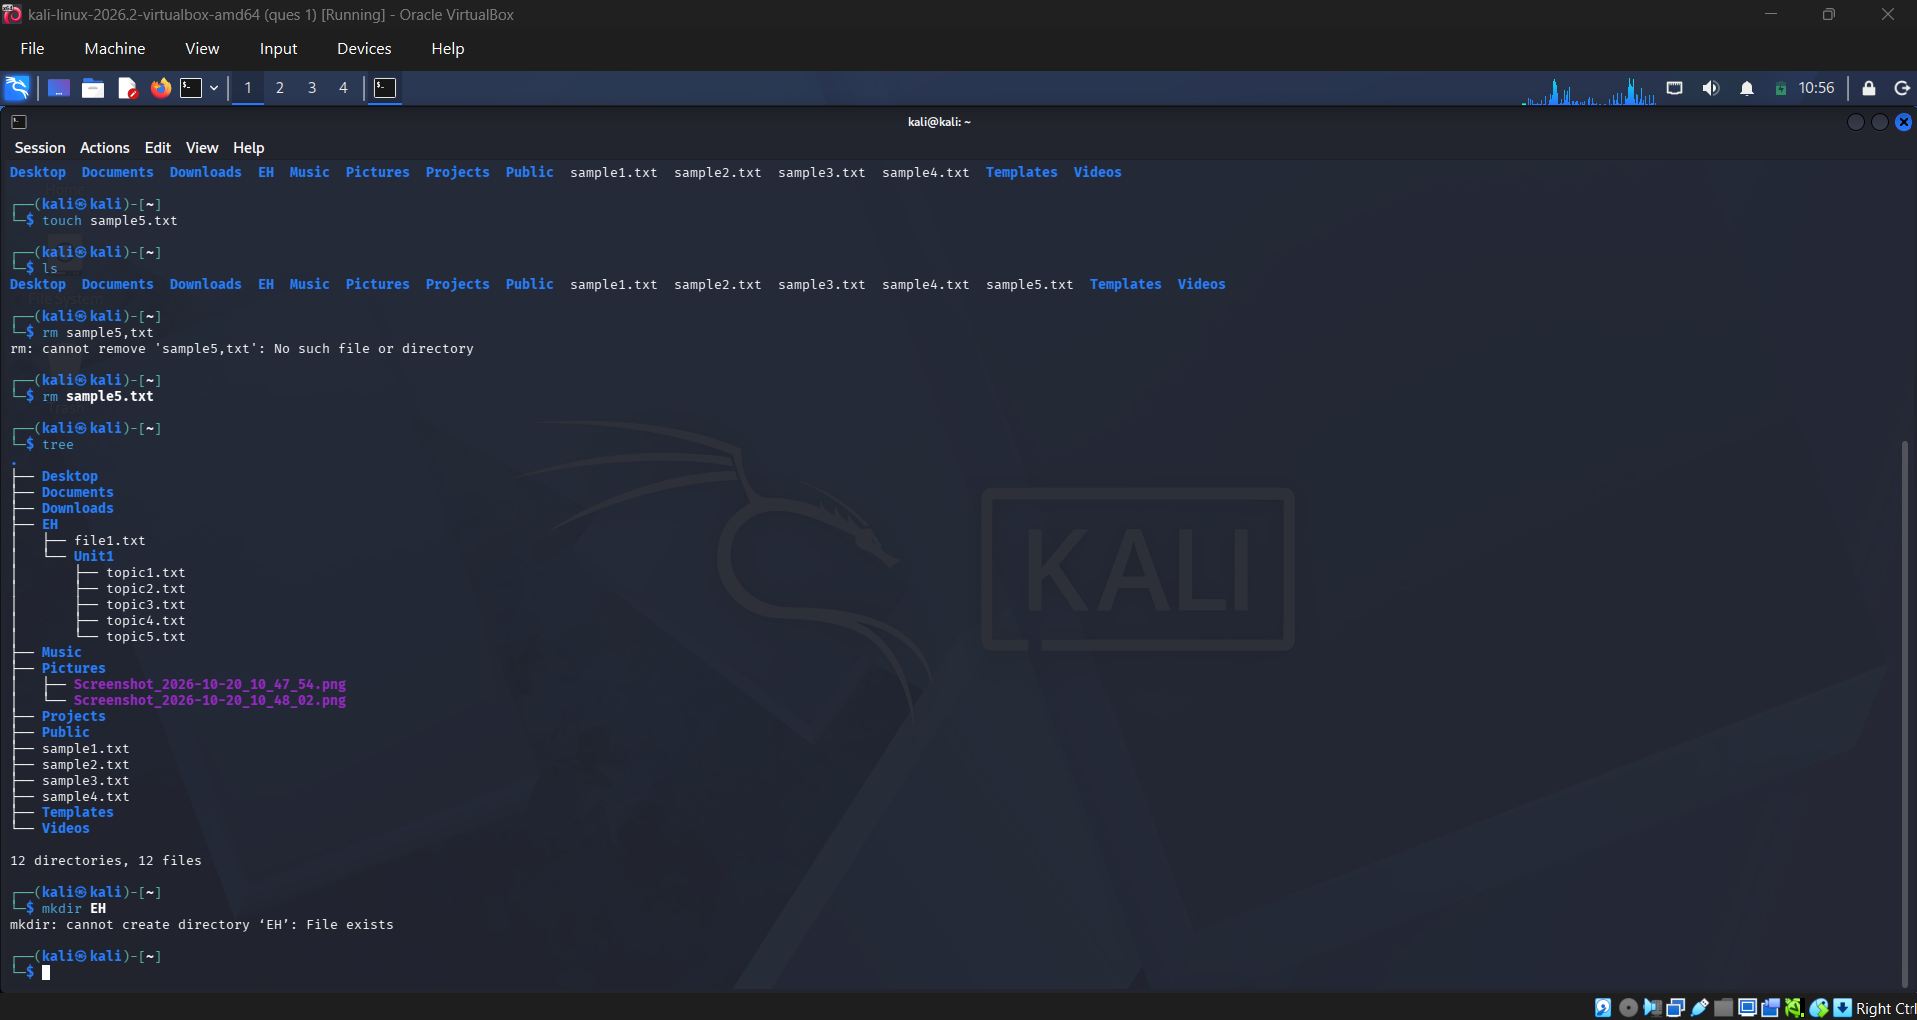 kali-linux-2026.2-virtualbox-amd64 (ques 1) [Running] - Oracle VirtualBox
File Machine View Input Devices Help
1 2 3 4 10:56
kali@kali: ~
Session Actions Edit View Help
Desktop Documents Downloads EH Music Pictures Projects Public sample1.txt sample2.txt sample3.txt sample4.txt Templates Videos
┌──(kali㉿kali)-[~]
└─$ touch sample5.txt
┌──(kali㉿kali)-[~]
└─$ ls
Desktop Documents Downloads EH Music Pictures Projects Public sample1.txt sample2.txt sample3.txt sample4.txt sample5.txt Templates Videos
┌──(kali㉿kali)-[~]
└─$ rm sample5,txt
rm: cannot remove 'sample5,txt': No such file or directory
┌──(kali㉿kali)-[~]
└─$ rm sample5.txt
┌──(kali㉿kali)-[~]
└─$ tree
.
├── Desktop
├── Documents
├── Downloads
├── EH
│   ├── file1.txt
│   └── Unit1
│       ├── topic1.txt
│       ├── topic2.txt
│       ├── topic3.txt
│       ├── topic4.txt
│       └── topic5.txt
├── Music
├── Pictures
│   ├── Screenshot_2026-10-20_10_47_54.png
│   └── Screenshot_2026-10-20_10_48_02.png
├── Projects
├── Public
├── sample1.txt
├── sample2.txt
├── sample3.txt
├── sample4.txt
├── Templates
└── Videos
12 directories, 12 files
┌──(kali㉿kali)-[~]
└─$ mkdir EH
mkdir: cannot create directory ‘EH’: File exists
┌──(kali㉿kali)-[~]
└─$
KALI
Home
File System
Trash
Right Ctrl